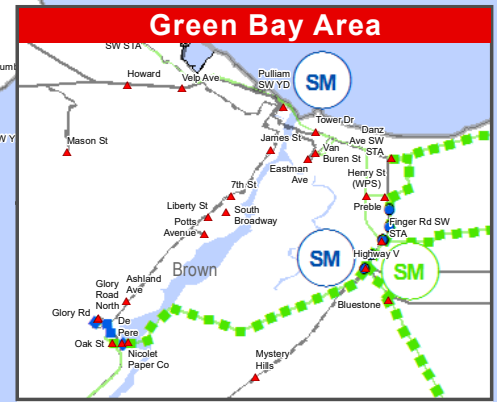 Green Bay Area
SW STA
umb
Howard
Velp Ave
Pulliam
SW YD
SM
W Y
Mason St
Tower Dr
James St
Danz
Ave SW
STA
Van
Buren St
Eastman
Ave
Henry St
(WPS)
7th St
Preble
Liberty St
South
Broadway
Potts
Avenue
Finger Rd SW
STA
Highway V
SM
SM
Brown
Glory
Road
North
Ashland
Ave
Glory Rd
De
Pere
Bluestone
Oak St
Nicolet
Paper Co
Mystery
Hills